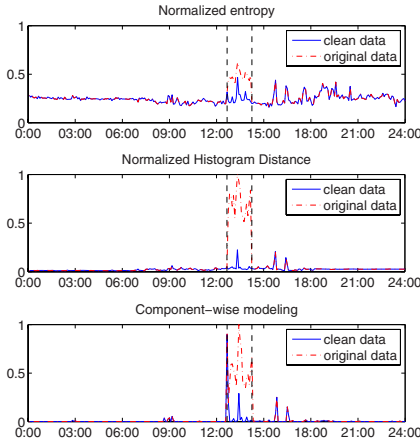 Normalized entropy
1
0.5
0
clean data
original data
0:00 03:00 06:00 09:00 12:00 15:00 18:00 21:00 24:00
Normalized Histogram Distance
1
0.5
0
clean data
original data
0:00 03:00 06:00 09:00 12:00 15:00 18:00 21:00 24:00
Component-wise modeling
1
0.5
0
clean data
original data
0:00 03:00 06:00 09:00 12:00 15:00 18:00 21:00 24:00